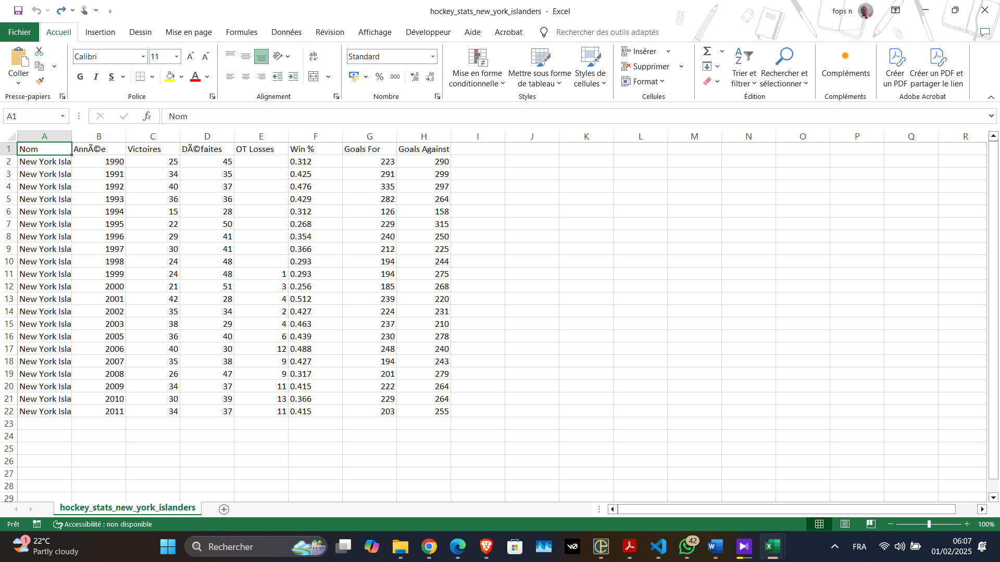 hockey_stats_new_york_islanders - Excel
fops n
Fichier Accueil Insertion Dessin Mise en page Formules Données Révision Affichage Développeur Aide Acrobat Rechercher des outils adaptés
Coller
Presse-papiers
Calibri 11
G I S A
Police
ab
Alignement
Standard
% 000
Nombre
Mise en forme conditionnelle
Mettre sous forme de tableau
Styles de cellules
Styles
Insérer
Supprimer
Format
Cellules
Trier et filtrer
Rechercher et sélectionner
Édition
Compléments
Compléments
Créer un PDF
Créer un PDF et partager le lien
Adobe Acrobat
A1 fx Nom
A B C D E F G H I J K L M N O P Q R
1 Nom AnnÃ©e Victoires DÃ©faites OT Losses Win % Goals For Goals Against
2 New York Isla 1990 25 45 0.312 223 290
3 New York Isla 1991 34 35 0.425 291 299
4 New York Isla 1992 40 37 0.476 335 297
5 New York Isla 1993 36 36 0.429 282 264
6 New York Isla 1994 15 28 0.312 126 158
7 New York Isla 1995 22 50 0.268 229 315
8 New York Isla 1996 29 41 0.354 240 250
9 New York Isla 1997 30 41 0.366 212 225
10 New York Isla 1998 24 48 0.293 194 244
11 New York Isla 1999 24 48 1 0.293 194 275
12 New York Isla 2000 21 51 3 0.256 185 268
13 New York Isla 2001 42 28 4 0.512 239 220
14 New York Isla 2002 35 34 2 0.427 224 231
15 New York Isla 2003 38 29 4 0.463 237 210
16 New York Isla 2005 36 40 6 0.439 230 278
17 New York Isla 2006 40 30 12 0.488 248 240
18 New York Isla 2007 35 38 9 0.427 194 243
19 New York Isla 2008 26 47 9 0.317 201 279
20 New York Isla 2009 34 37 11 0.415 222 264
21 New York Isla 2010 30 39 13 0.366 229 264
22 New York Isla 2011 34 37 11 0.415 203 255
23
24
25
26
27
28
29
hockey_stats_new_york_islanders
Prêt Accessibilité : non disponible 100%
1 22°C
Partly cloudy
Rechercher
42
FRA
06:07
01/02/2025